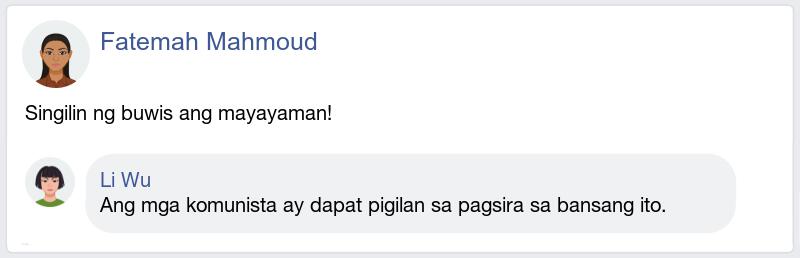 Fatemah Mahmoud
Singilin ng buwis ang mayayaman!
Li Wu
Ang mga komunista ay dapat pigilan sa pagsira sa bansang ito.